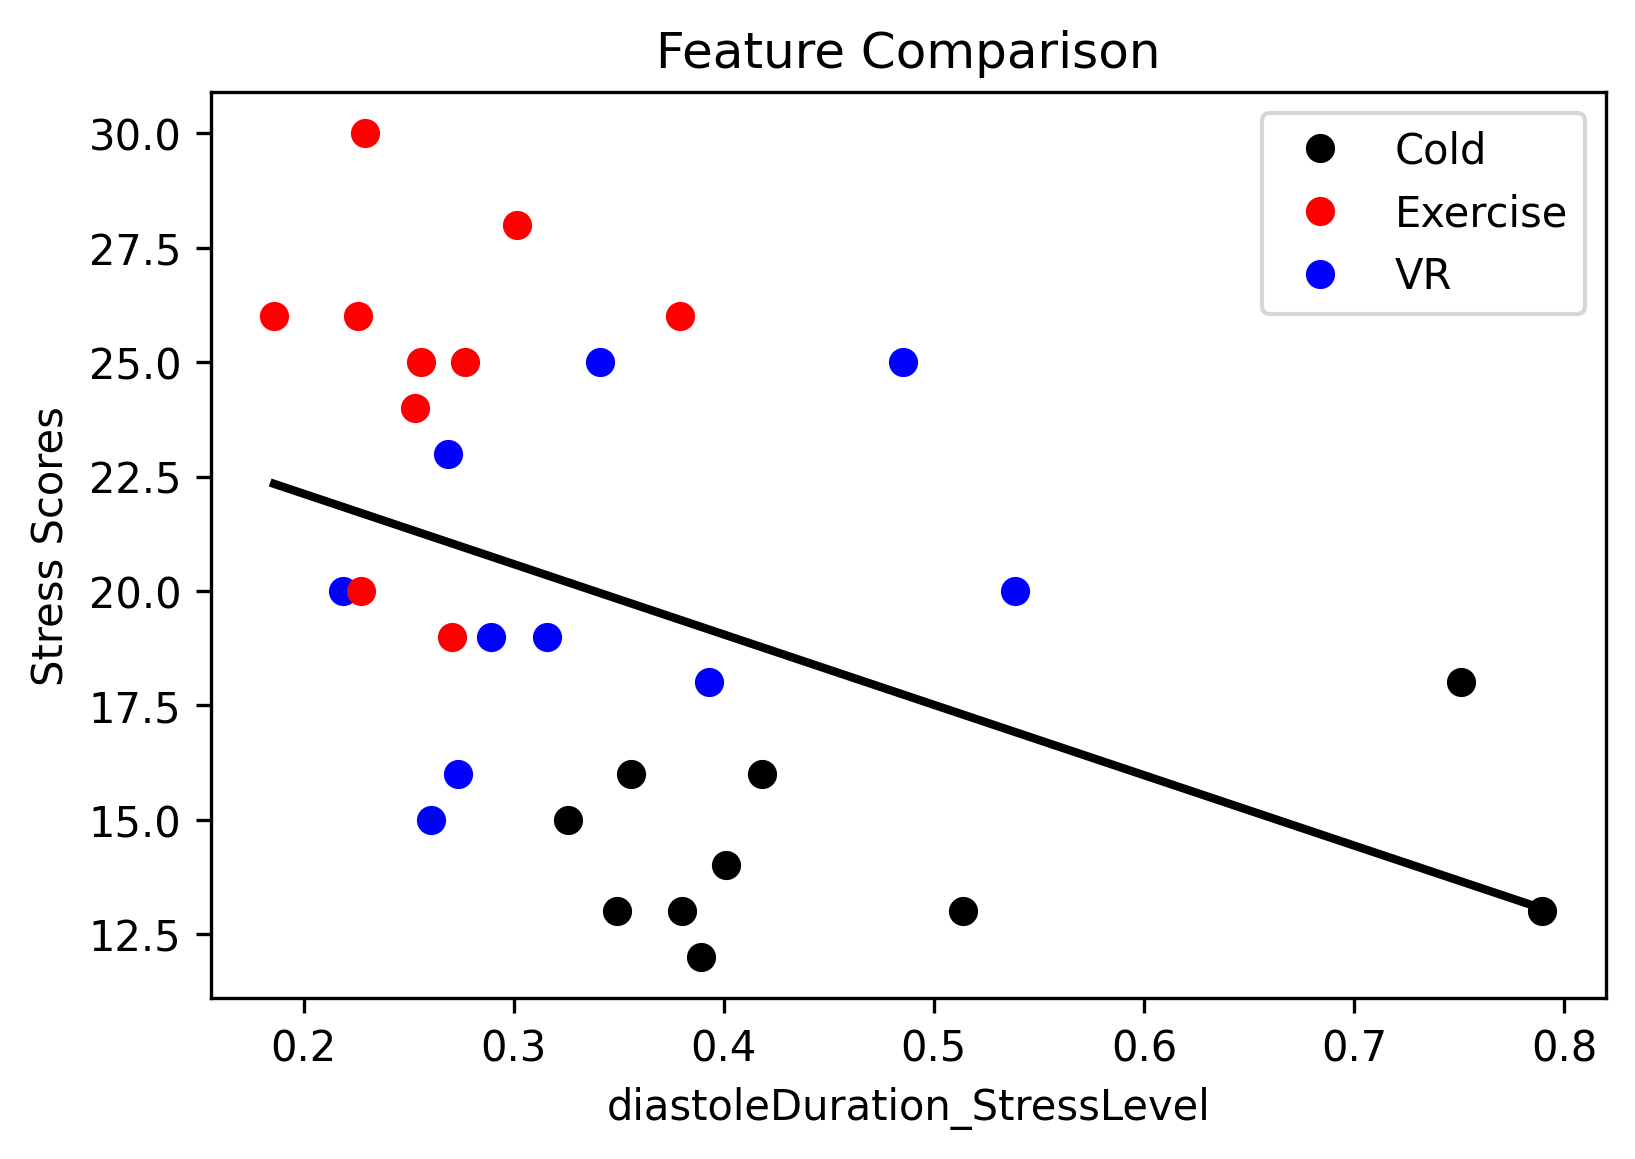 Feature Comparison
30.0
27.5
25.0
22.5
20.0
17.5
15.0
12.5
Stress Scores
Cold
Exercise
VR
0.2 0.3 0.4 0.5 0.6 0.7 0.8
diastoleDuration_StressLevel